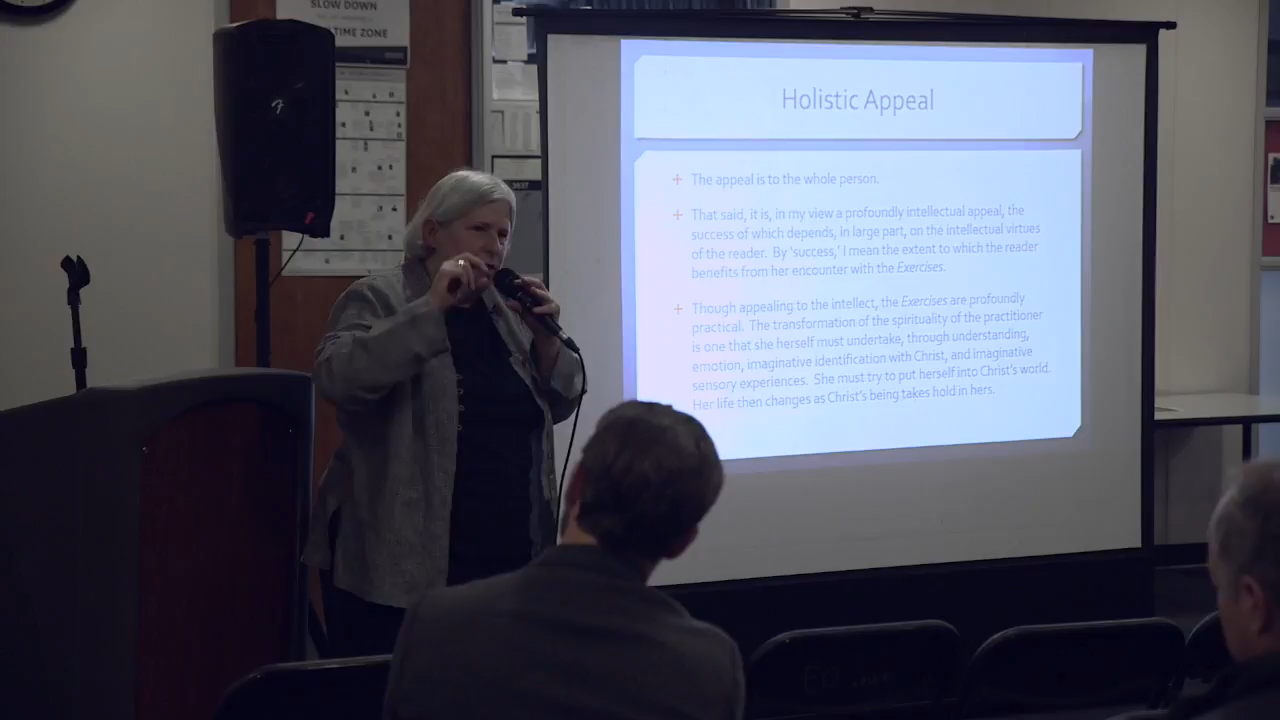 SLOW DOWN
TIME ZONE
Holistic Appeal
+ The appeal is to the whole person.
+ That said, it is, in my view a profoundly intellectual appeal, the
success of which depends, in large part, on the intellectual virtues
of the reader. By ‘success,’ I mean the extent to which the reader
benefits from her encounter with the Exercises.
+ Though appealing to the intellect, the Exercises are profoundly
practical. The transformation of the spirituality of the practitioner
is one that she herself must undertake, through understanding,
emotion, imaginative identification with Christ, and imaginative
sensory experiences. She must try to put herself into Christ’s world.
Her life then changes as Christ’s being takes hold in hers.